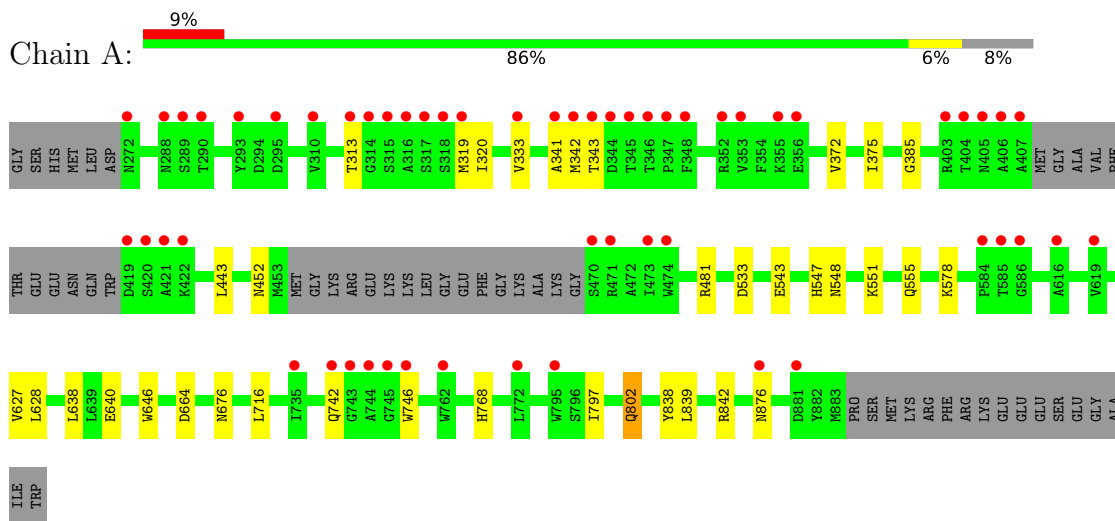 9%
Chain A:
86% 6% 8%
GLY SER HIS MET LEU ASP N272 N288 S289 T290 Y293 D294 D295 V310 T313 G314 S315 A316 S317 S318 M319 I320 V333 A341 M342 T343 D344 T345 T346 P347 F348 R352 V353 F354 K355 E356 V372 I375 G385 R403 T404 N405 A406 A407 MET GLY ALA VAL PHE
THR GLU GLU ASN GLN TRP D419 S420 A421 K422 L443 N452 M453 MET GLY LYS ARG GLU LYS LYS LEU GLY GLU PHE GLY LYS ALA LYS GLY S470 R471 A472 I473 W474 R481 D533 E543 H547 N548 K551 Q555 K578 P584 T585 G586 A616 V619
V627 L628 L638 L639 E640 W646 D664 N676 L716 I735 Q742 G743 A744 G745 W746 W762 H768 L772 W795 S796 I797 Q802 Y838 L839 R842 N876 D881 Y882 M883 PRO SER MET LYS ARG PHE ARG LYS GLU GLU GLU SER GLU GLY ALA
ILE TRP